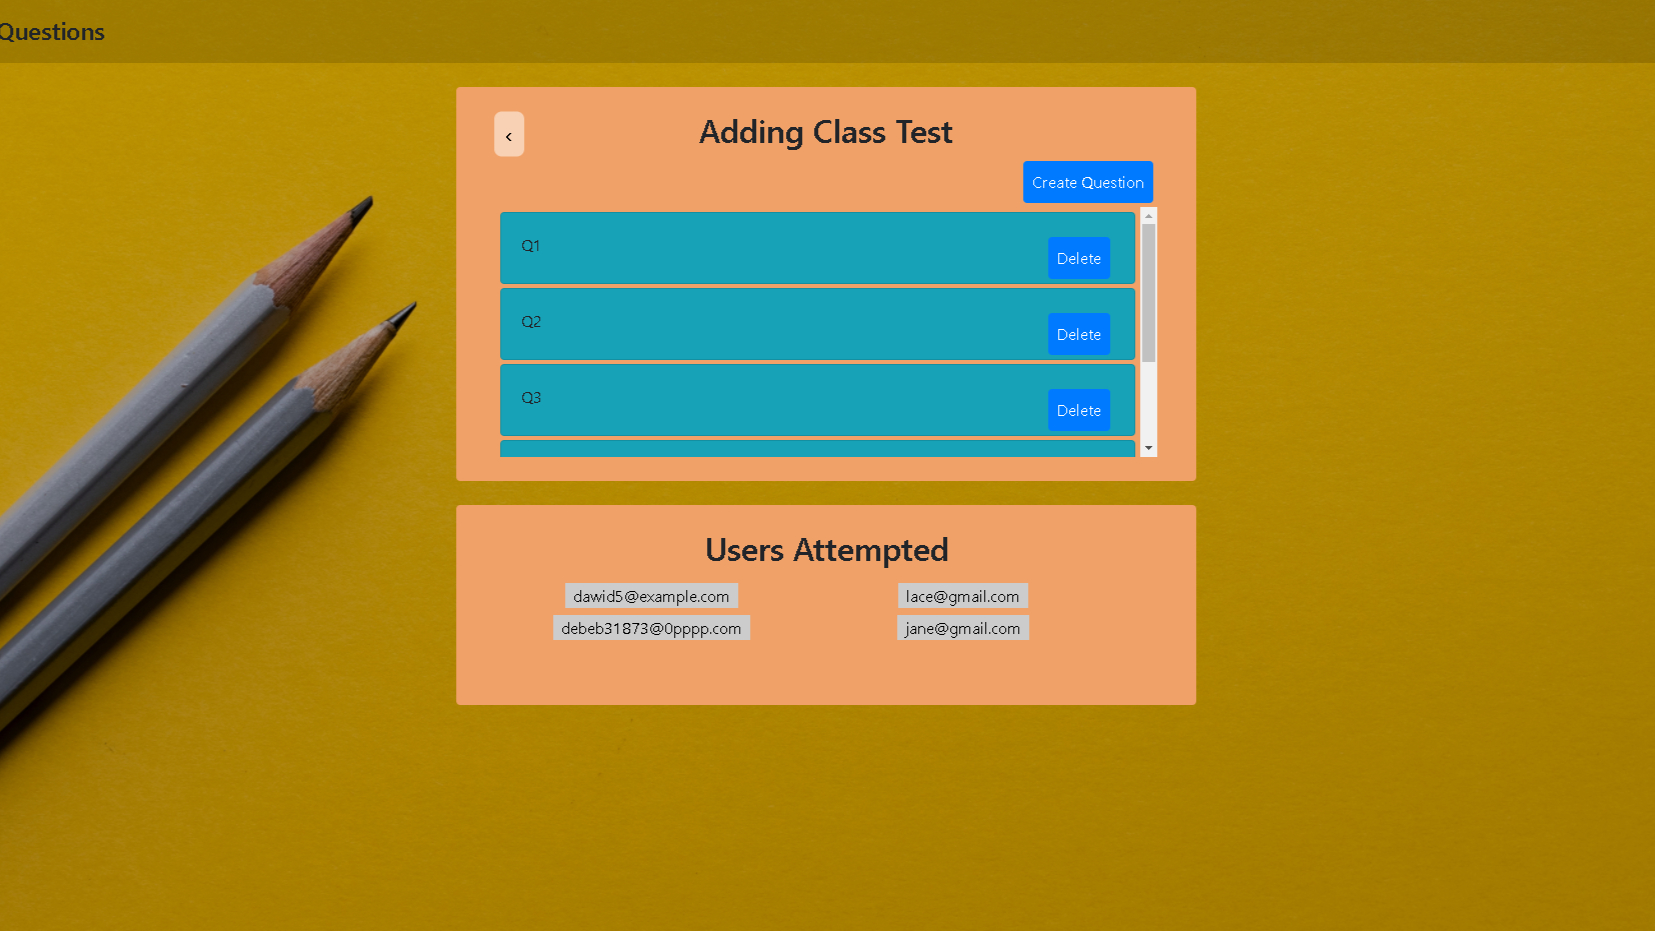 Questions
‹
Adding Class Test
Create Question
Q1
Delete
Q2
Delete
Q3
Delete
Users Attempted
dawid5@example.com lace@gmail.com
debeb31873@0pppp.com jane@gmail.com